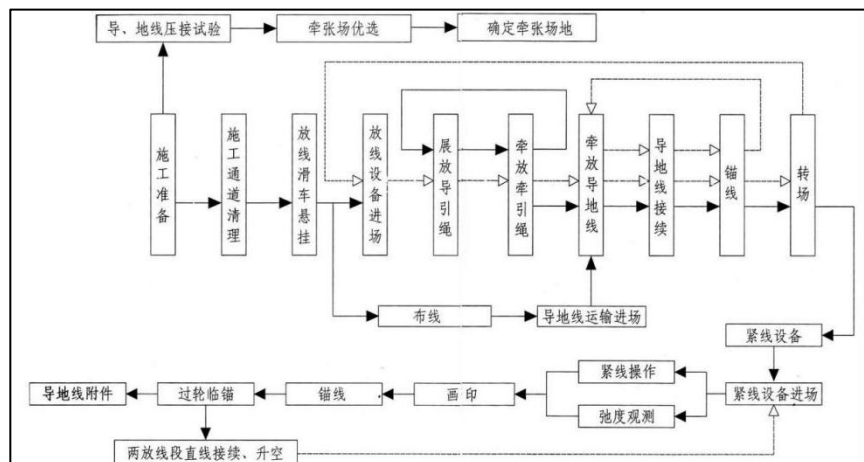 导、地线压接试验
牵张场优选
确定牵张场地
施工准备
施工通道清理
放线滑车悬挂
放线设备进场
展放导引绳
牵放牵引绳
牵放导地线
导地线接续
锚线
转场
布线
导地线运输进场
紧线设备
导地线附件
过轮临锚
锚线
画印
紧线操作
弛度观测
紧线设备进场
两放线段直线接续、升空